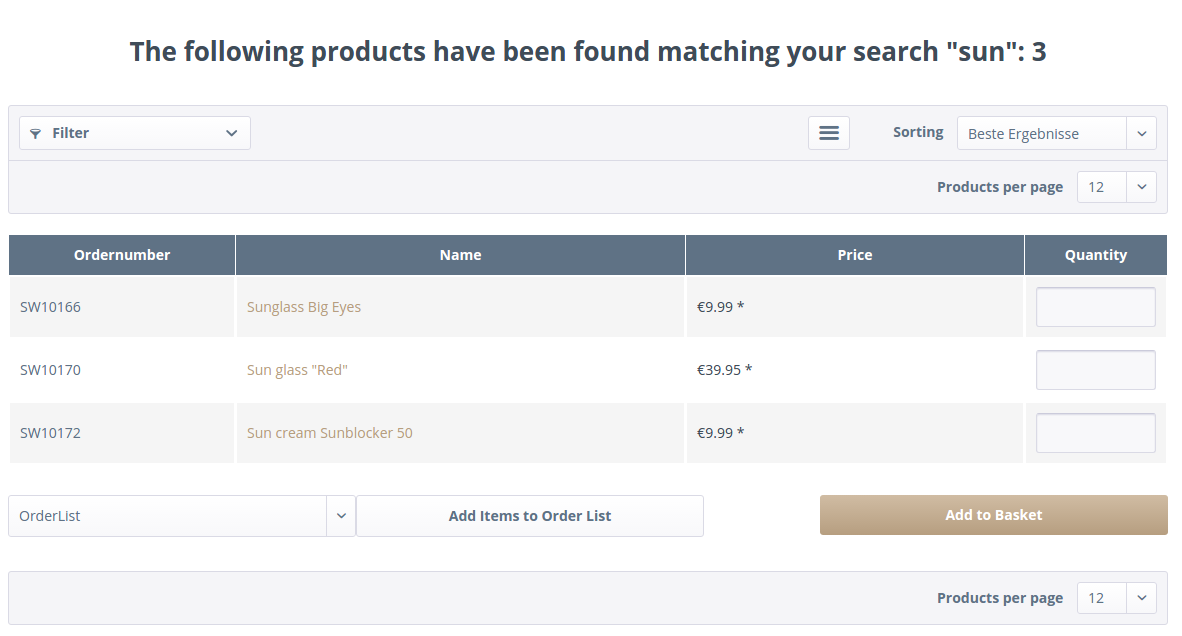 The following products have been found matching your search "sun": 3
Filter
Sorting
Beste Ergebnisse
Products per page
12
Ordernumber Name Price Quantity
SW10166 Sunglass Big Eyes €9.99 *
SW10170 Sun glass "Red" €39.95 *
SW10172 Sun cream Sunblocker 50 €9.99 *
OrderList
Add Items to Order List
Add to Basket
Products per page
12